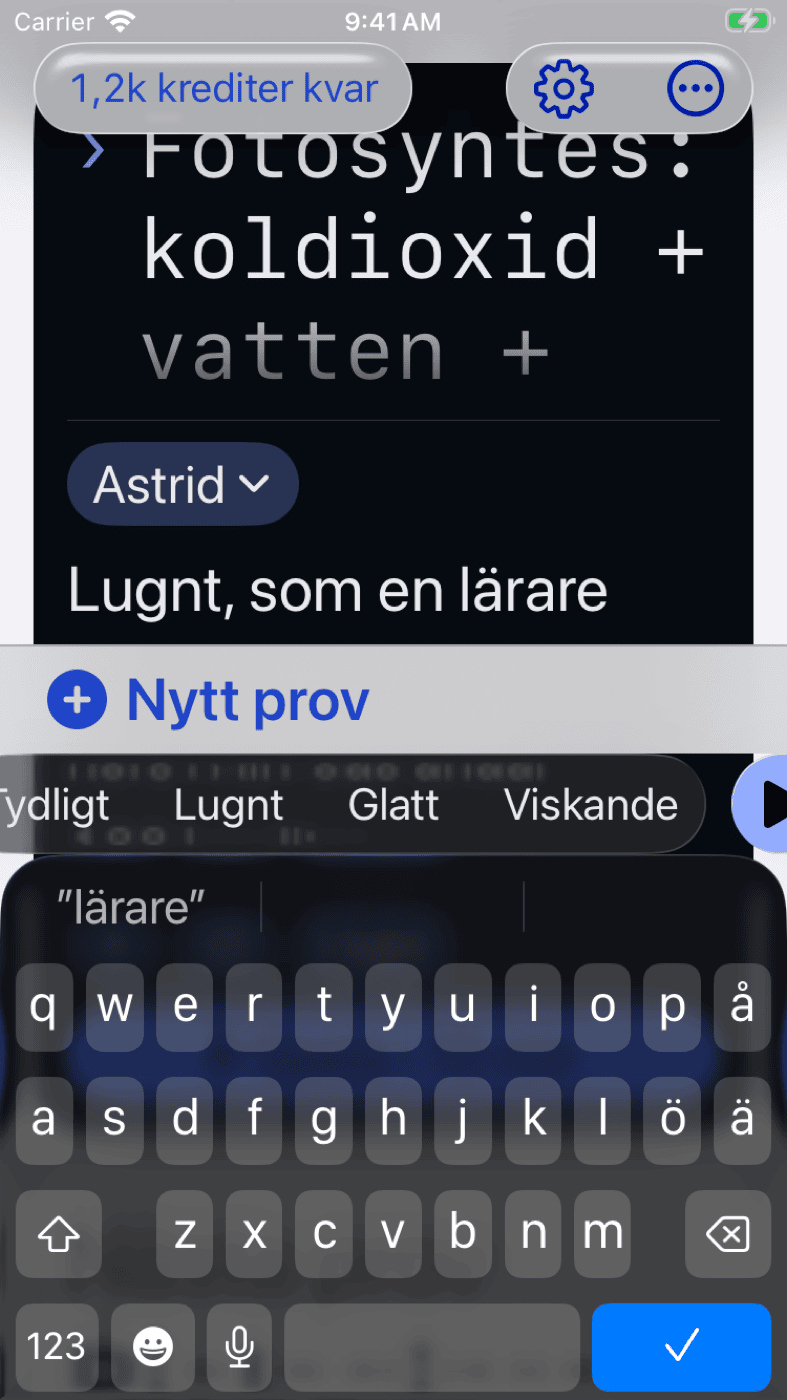 Carrier 9:41 AM
1,2k krediter kvar
Fotosyntes:
koldioxid +
vatten +
Astrid
Lugnt, som en lärare
Nytt prov
Tydligt Lugnt Glatt Viskande
”lärare”
q w e r t y u i o p å
a s d f g h j k l ö ä
z x c v b n m
123